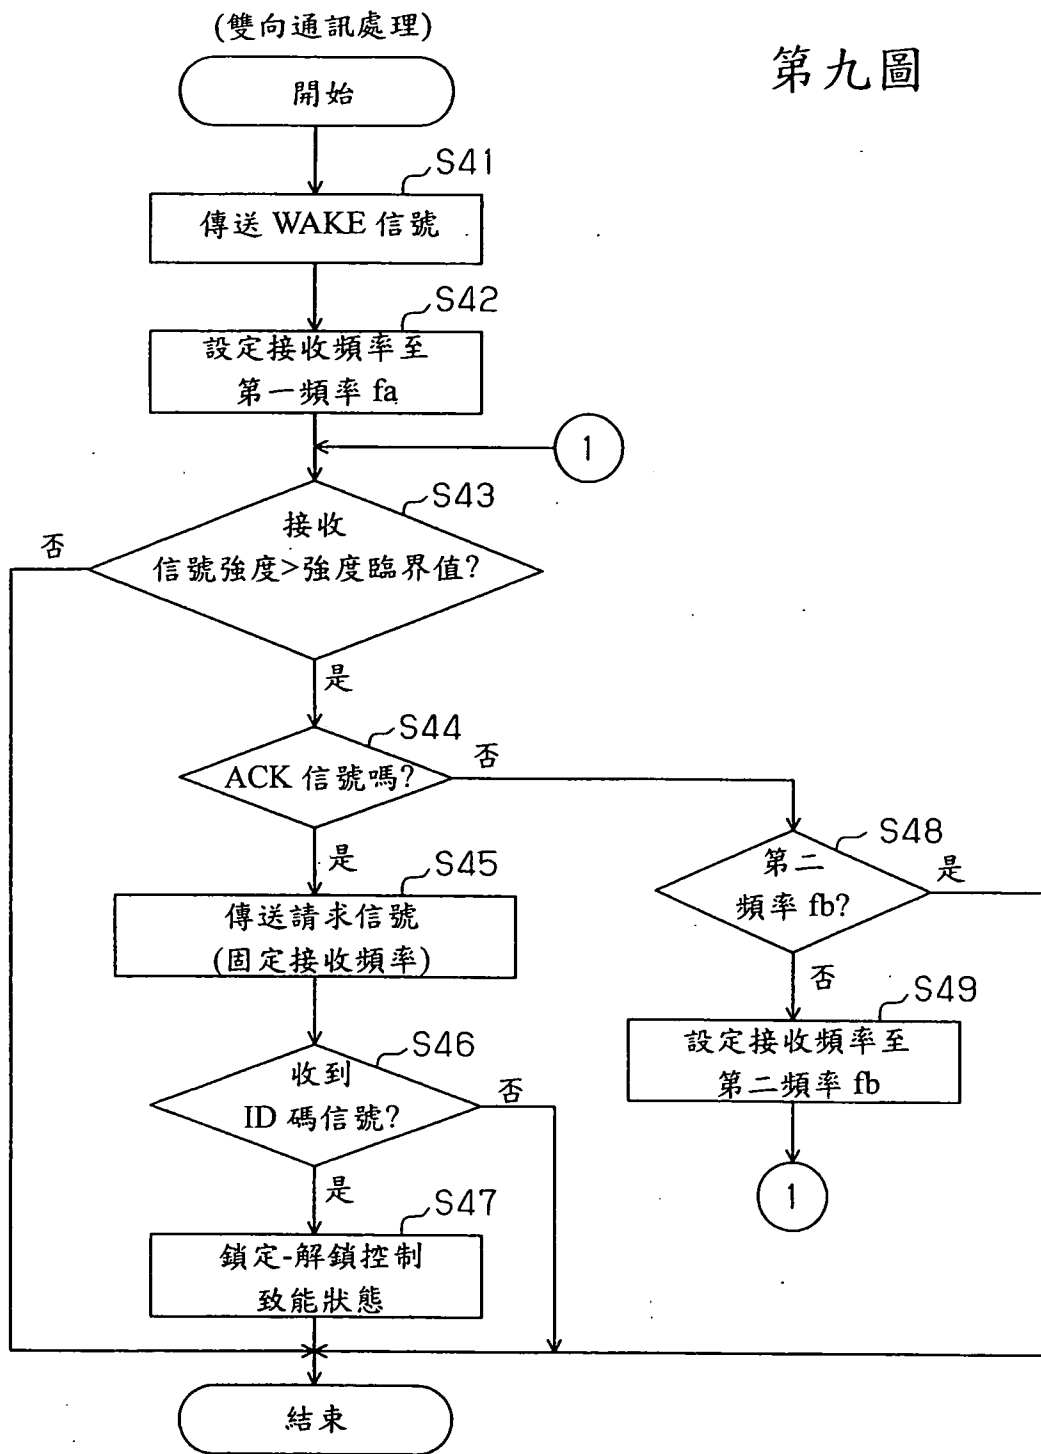 (雙向通訊處理)
第九圖
開始
S41
傳送 WAKE 信號
S42
設定接收頻率至
第一頻率 fa
1
S43
接收
信號強度>強度臨界值?
否
是
S44
ACK 信號嗎?
否
是
S48
第二
頻率 fb?
是
否
S45
傳送請求信號
(固定接收頻率)
S49
設定接收頻率至
第二頻率 fb
1
S46
收到
ID 碼信號?
否
是
S47
鎖定-解鎖控制
致能狀態
結束